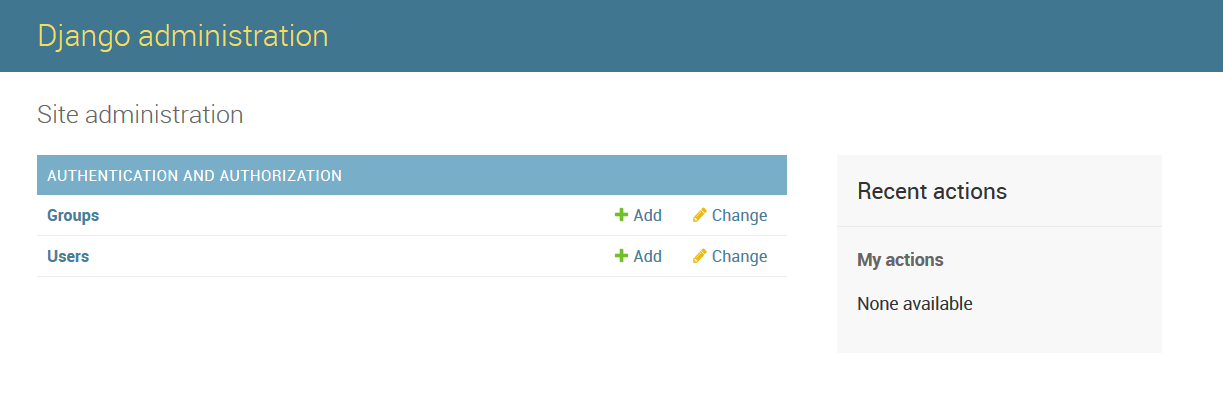 Django administration
Site administration
AUTHENTICATION AND AUTHORIZATION
Groups Add Change
Users Add Change
Recent actions
My actions
None available